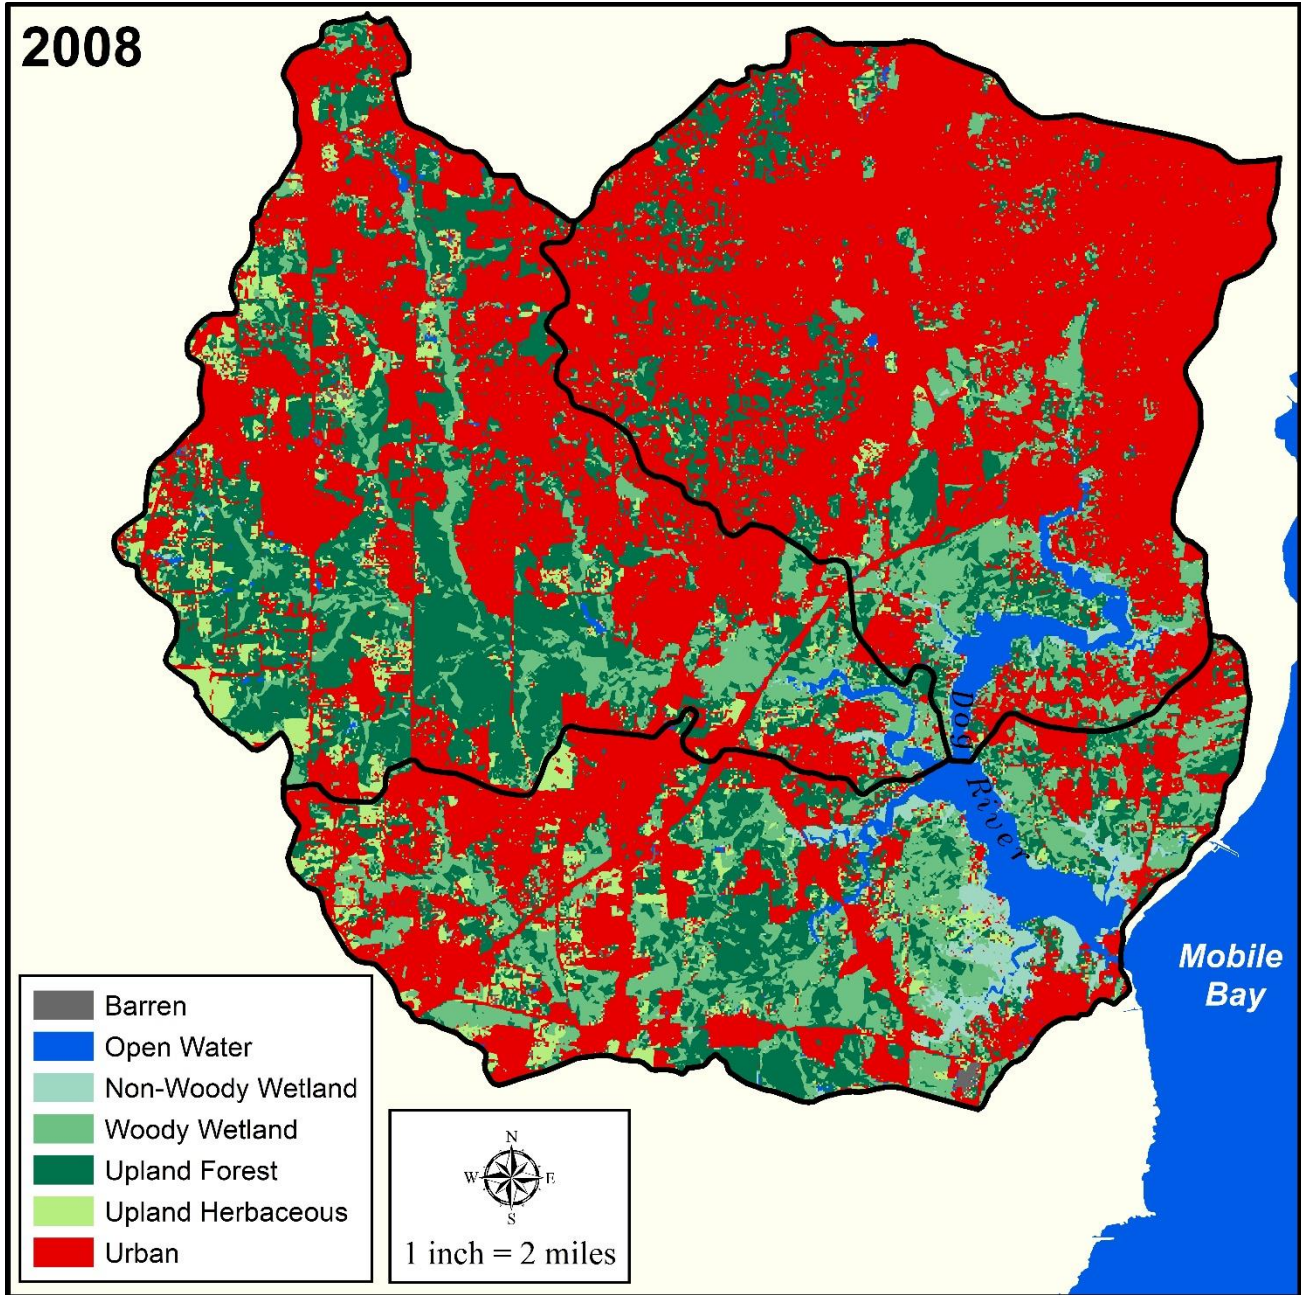 2008
Dog
River
Mobile
Bay
Barren
Open Water
Non-Woody Wetland
Woody Wetland
Upland Forest
Upland Herbaceous
Urban
N
W E
S
1 inch = 2 miles